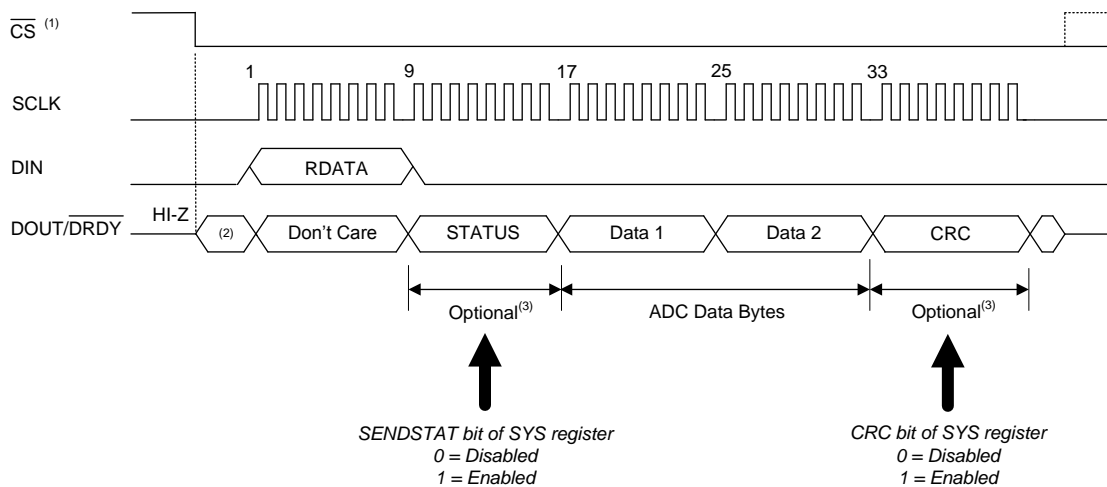 CS (1)
1 9 17 25 33
SCLK
DIN RDATA
DOUT/DRDY HI-Z (2) Don't Care STATUS Data 1 Data 2 CRC
Optional(3) ADC Data Bytes Optional(3)
SENDSTAT bit of SYS register
0 = Disabled
1 = Enabled
CRC bit of SYS register
0 = Disabled
1 = Enabled